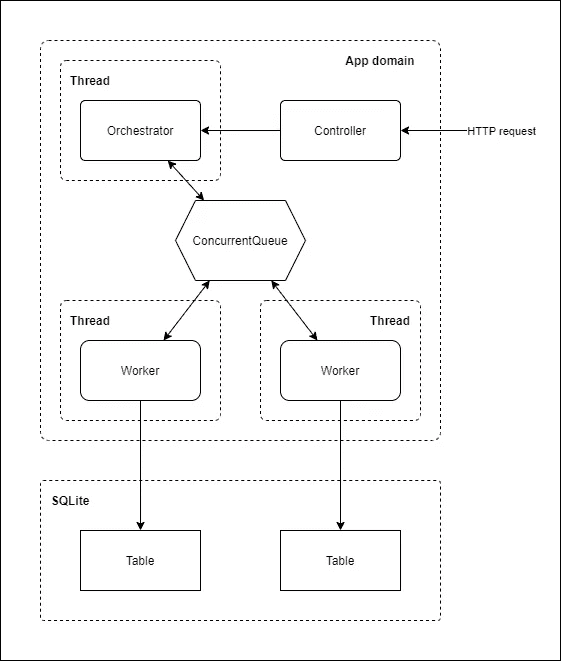 App domain
Thread
Orchestrator
Controller
HTTP request
ConcurrentQueue
Thread
Thread
Worker
Worker
SQLite
Table
Table